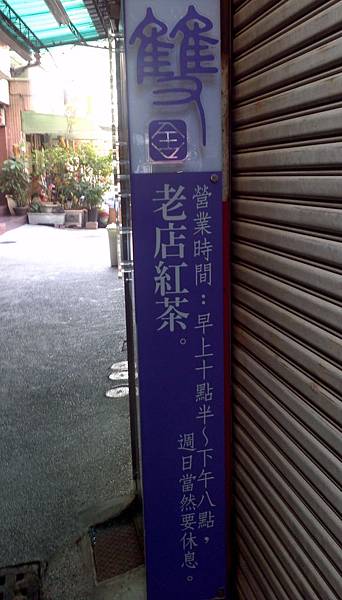 雙
全
老店紅茶。
營業時間：早上十點半～下午八點，
週日當然要休息。